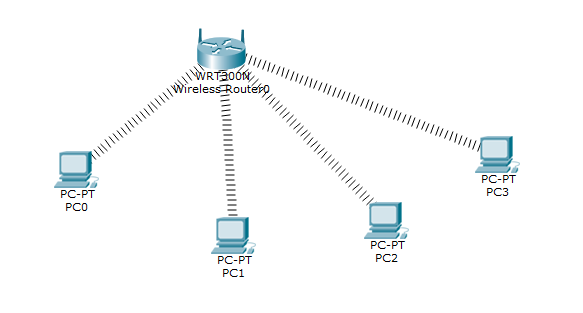 WRT300N
Wireless Router0
PC-PT
PC0
PC-PT
PC1
PC-PT
PC2
PC-PT
PC3